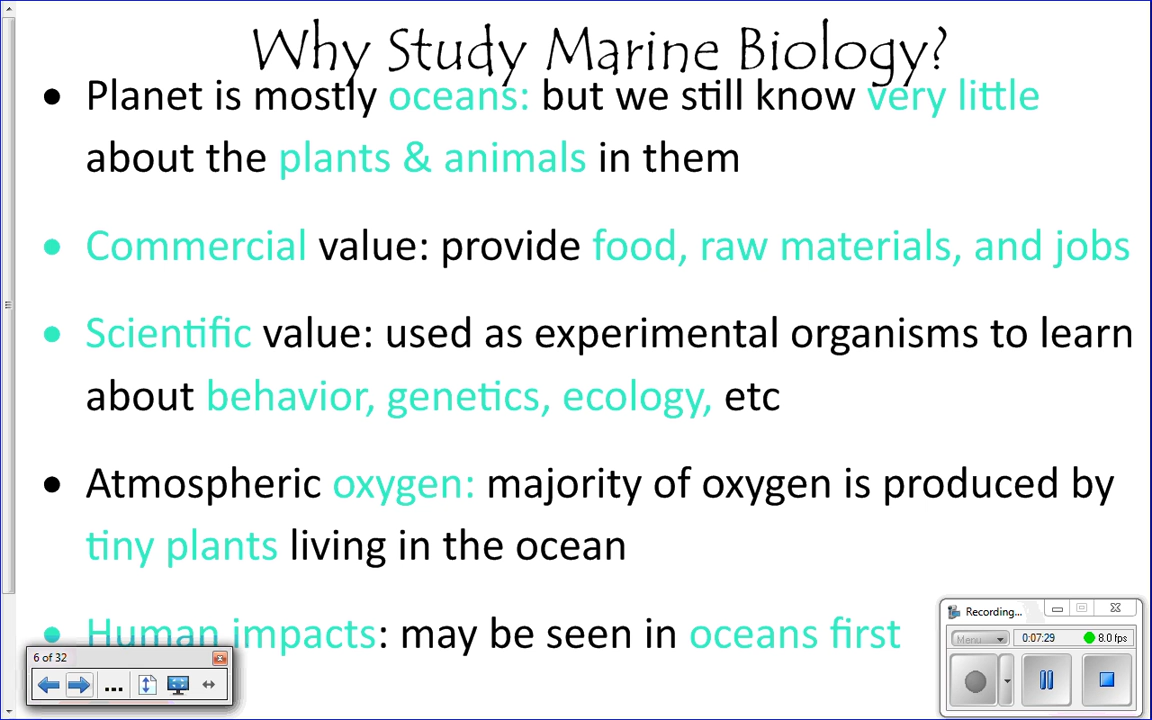 Why Study Marine Biology?
• Planet is mostly oceans: but we still know very little
about the plants & animals in them
• Commercial value: provide food, raw materials, and jobs
• Scientific value: used as experimental organisms to learn
about behavior, genetics, ecology, etc
• Atmospheric oxygen: majority of oxygen is produced by
tiny plants living in the ocean
• Human impacts: may be seen in oceans first
6 of 32
...
Recording...
Menu
0:07:29
8.0 fps